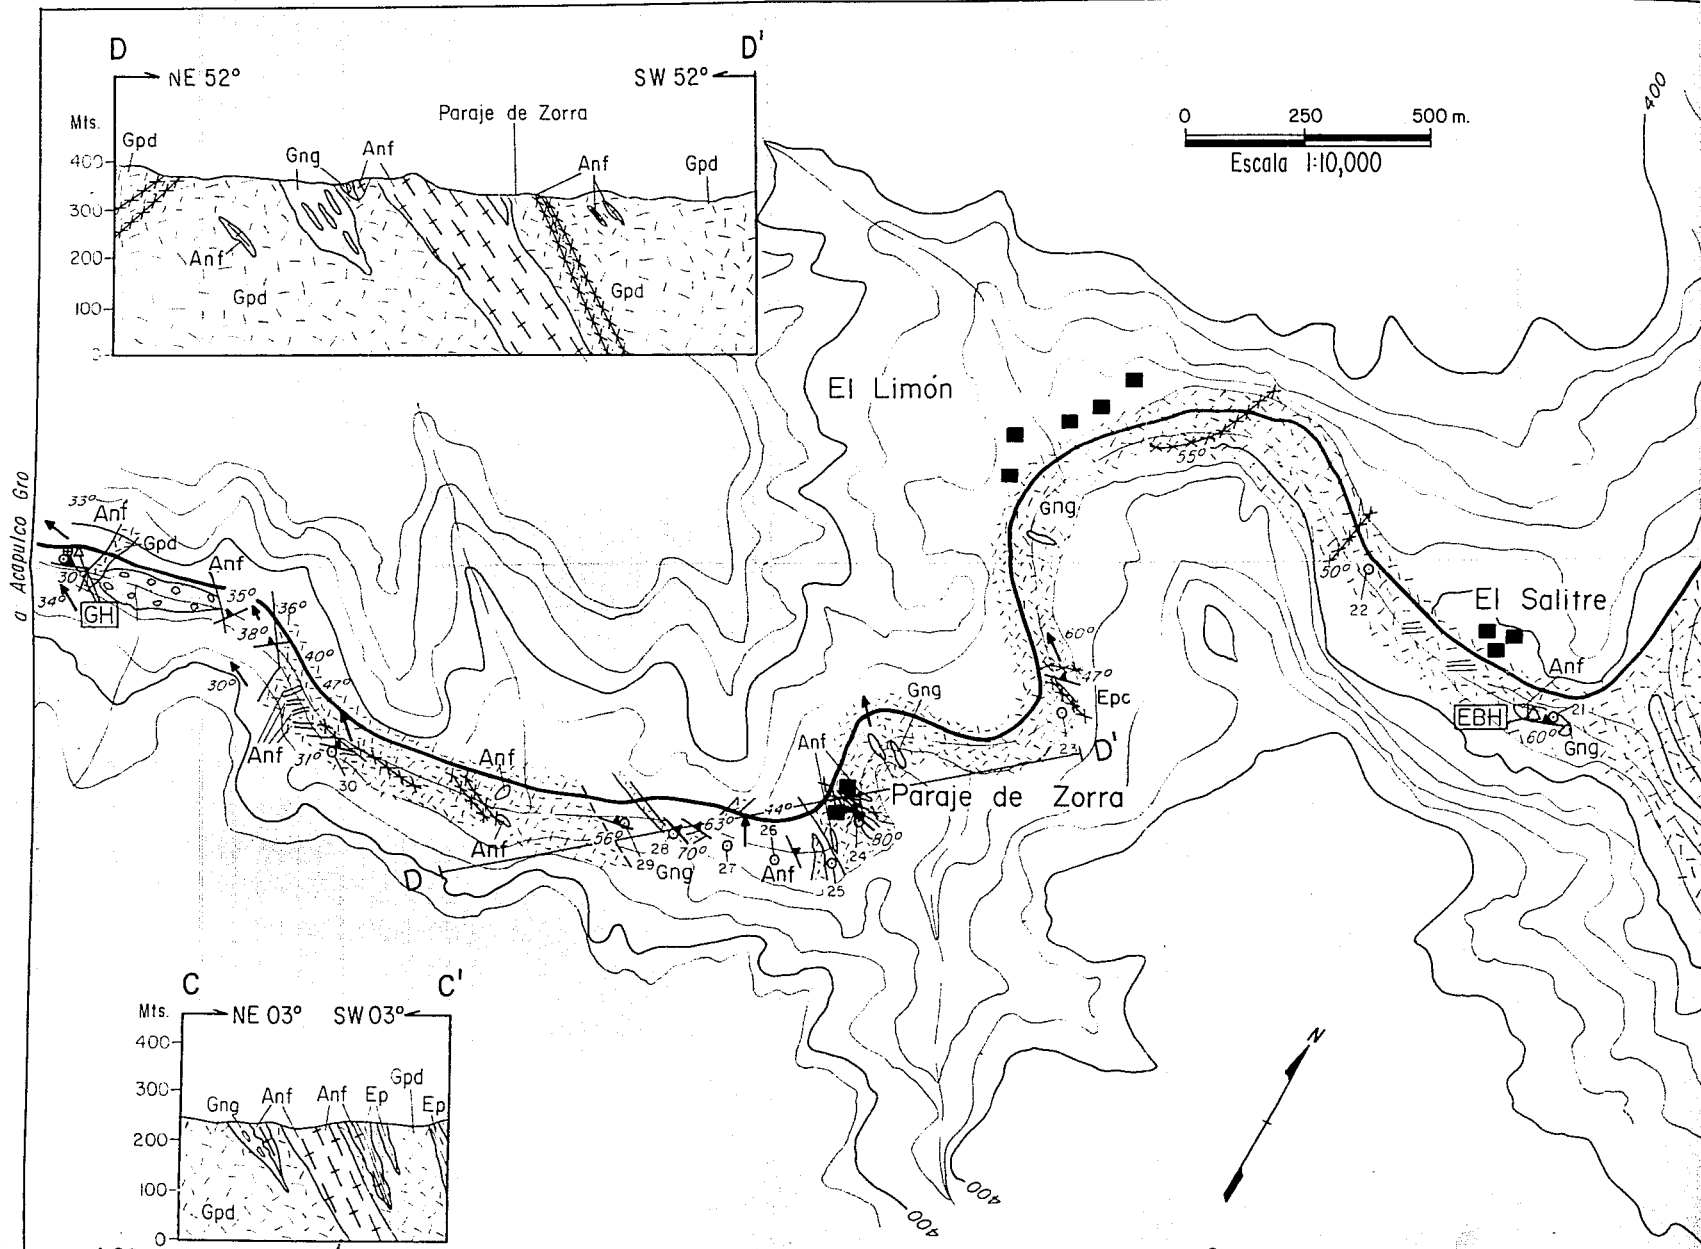 D D'
NE 52° SW 52°
Mts.
Paraje de Zorra
Gpd Gng Anf Anf Gpd
400
300
200
100
Anf
Gpd
Gpd
0 250 500 m.
Escala 1:10,000
400
El Limón
a Acapulco Gro
33°
Anf
Gpd
Anf
30°
34°
GH
35°
36°
38°
40°
30°
47°
Anf
31°
30
Anf
Anf
56°
29
28
Gng
70°
63°
27
26
44°
Anf
25
24
80°
Anf
Gng
Paraje de Zorra
D
D'
23
Epc
47°
60°
Gng
55°
50°
22
El Salitre
Anf
EBH
21
60°
Gng
C C'
Mts. NE 03° SW 03°
400
300
200
100
0
Gng Anf Anf Ep Gpd Ep
Gpd
N
400
400